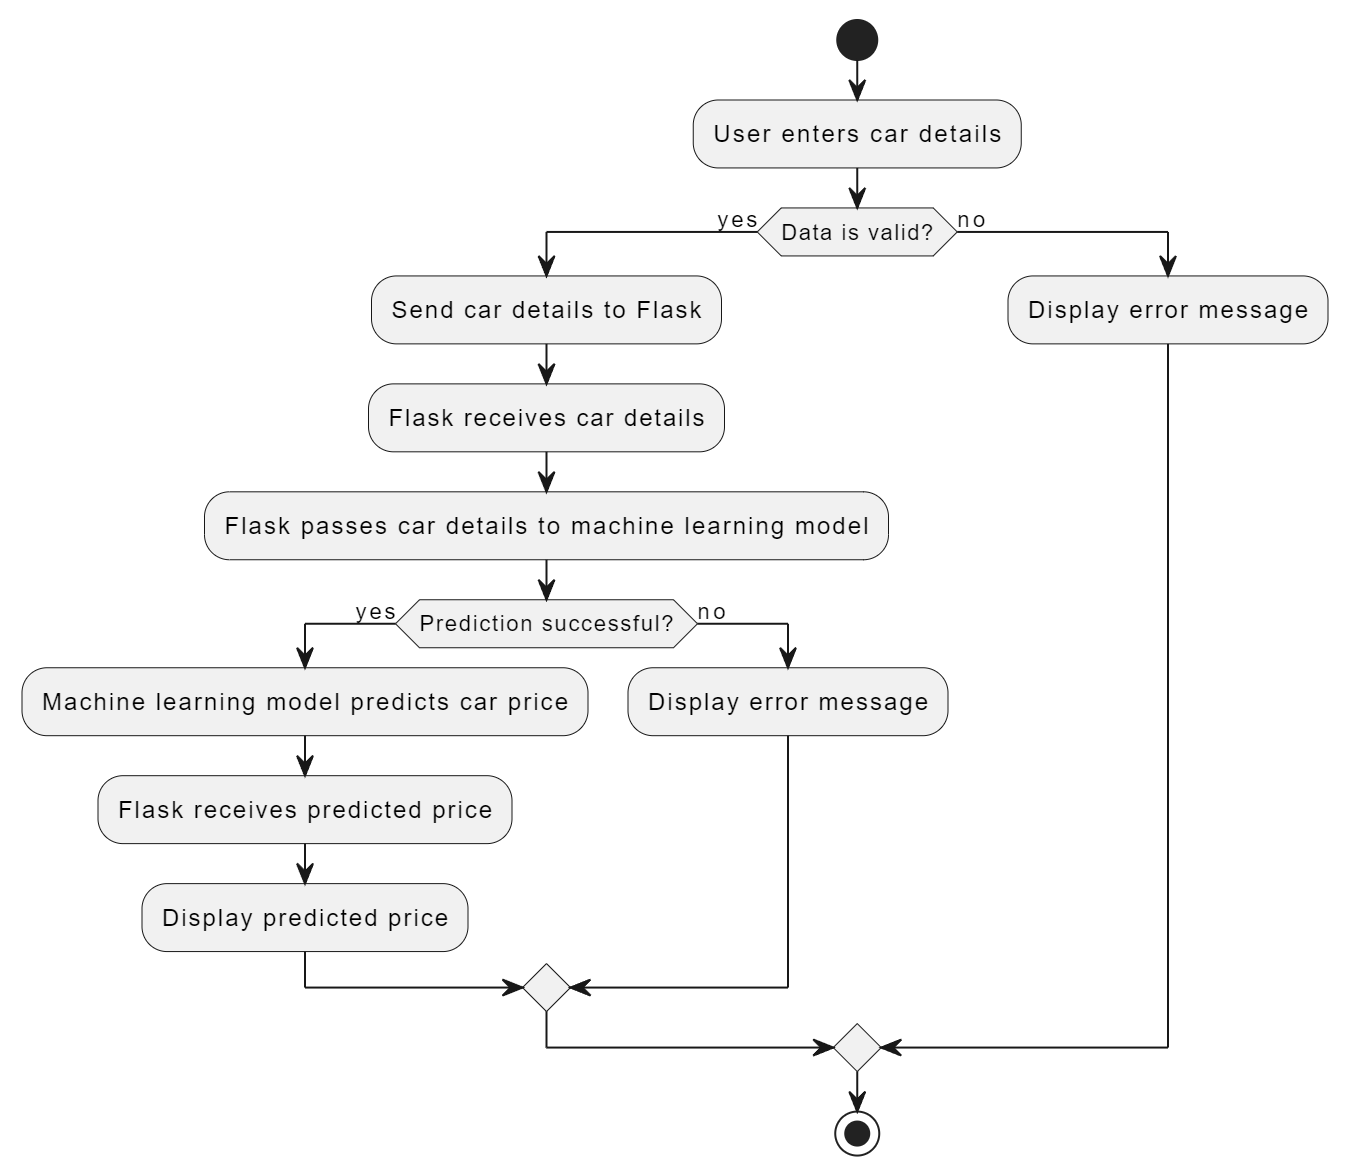 User enters car details
yes
Data is valid?
no
Send car details to Flask
Display error message
Flask receives car details
Flask passes car details to machine learning model
yes
Prediction successful?
no
Machine learning model predicts car price
Display error message
Flask receives predicted price
Display predicted price